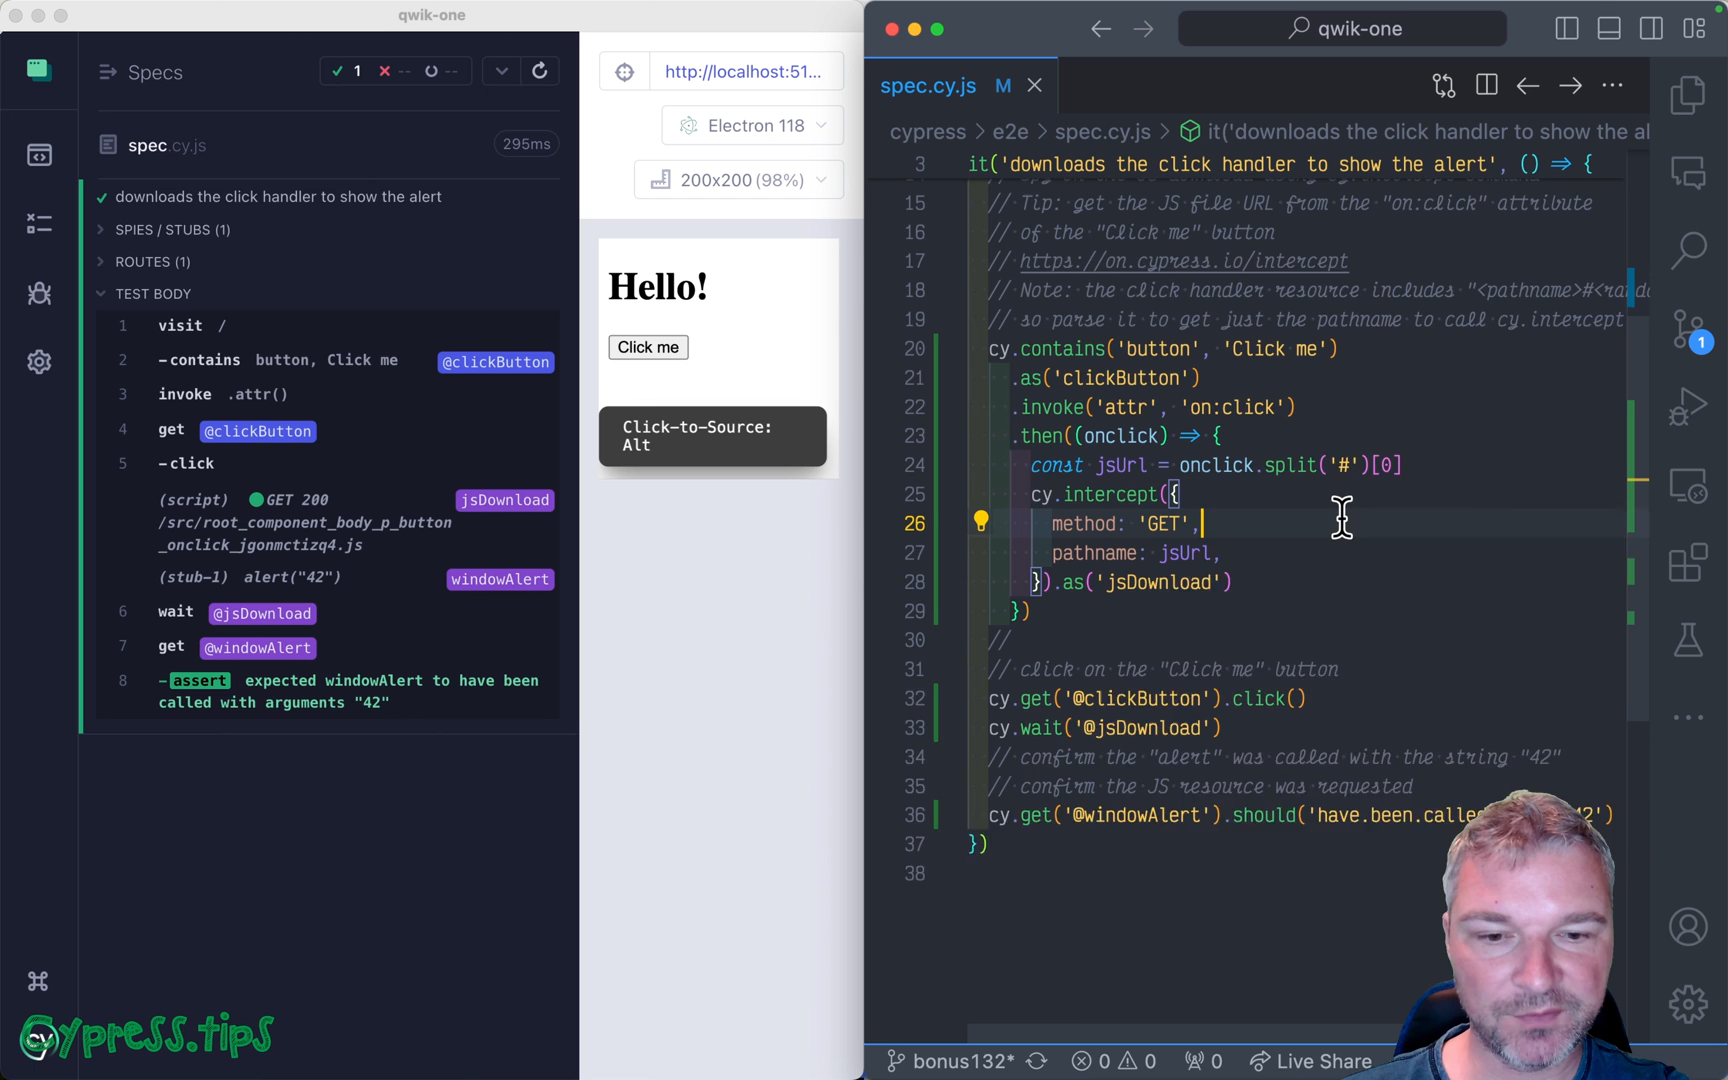 qwik-one
Specs
1 -- --
spec.cy.js
295ms
downloads the click handler to show the alert
SPIES / STUBS (1)
ROUTES (1)
TEST BODY
1 visit /
2 -contains button, Click me @clickButton
3 invoke .attr()
4 get @clickButton
5 -click
(script) GET 200 jsDownload
/src/root_component_body_p_button
_onclick_jgonmctizq4.js
(stub-1) alert("42") windowAlert
6 wait @jsDownload
7 get @windowAlert
8 -assert expected windowAlert to have been
called with arguments "42"
Cypress.tips
http://localhost:51...
Electron 118
200x200 (98%)
Hello!
Click me
Click-to-Source:
Alt
qwik-one
spec.cy.js M
cypress > e2e > spec.cy.js > it('downloads the click handler to show the al
3 it('downloads the click handler to show the alert', () => {
15 // Tip: get the JS file URL from the "on:click" attribute
16 // of the "Click me" button
17 // https://on.cypress.io/intercept
18 // Note: the click handler resource includes "<pathname>#<rando
19 // so parse it to get just the pathname to call cy.intercept
20 cy.contains('button', 'Click me')
21 .as('clickButton')
22 .invoke('attr', 'on:click')
23 .then((onclick) => {
24 const jsUrl = onclick.split('#')[0]
25 cy.intercept({
26 method: 'GET',
27 pathname: jsUrl,
28 }).as('jsDownload')
29 })
30 //
31 // click on the "Click me" button
32 cy.get('@clickButton').click()
33 cy.wait('@jsDownload')
34 // confirm the "alert" was called with the string "42"
35 // confirm the JS resource was requested
36 cy.get('@windowAlert').should('have.been.calle 2')
37 })
38
1
bonus132* 0 0 0 Live Share